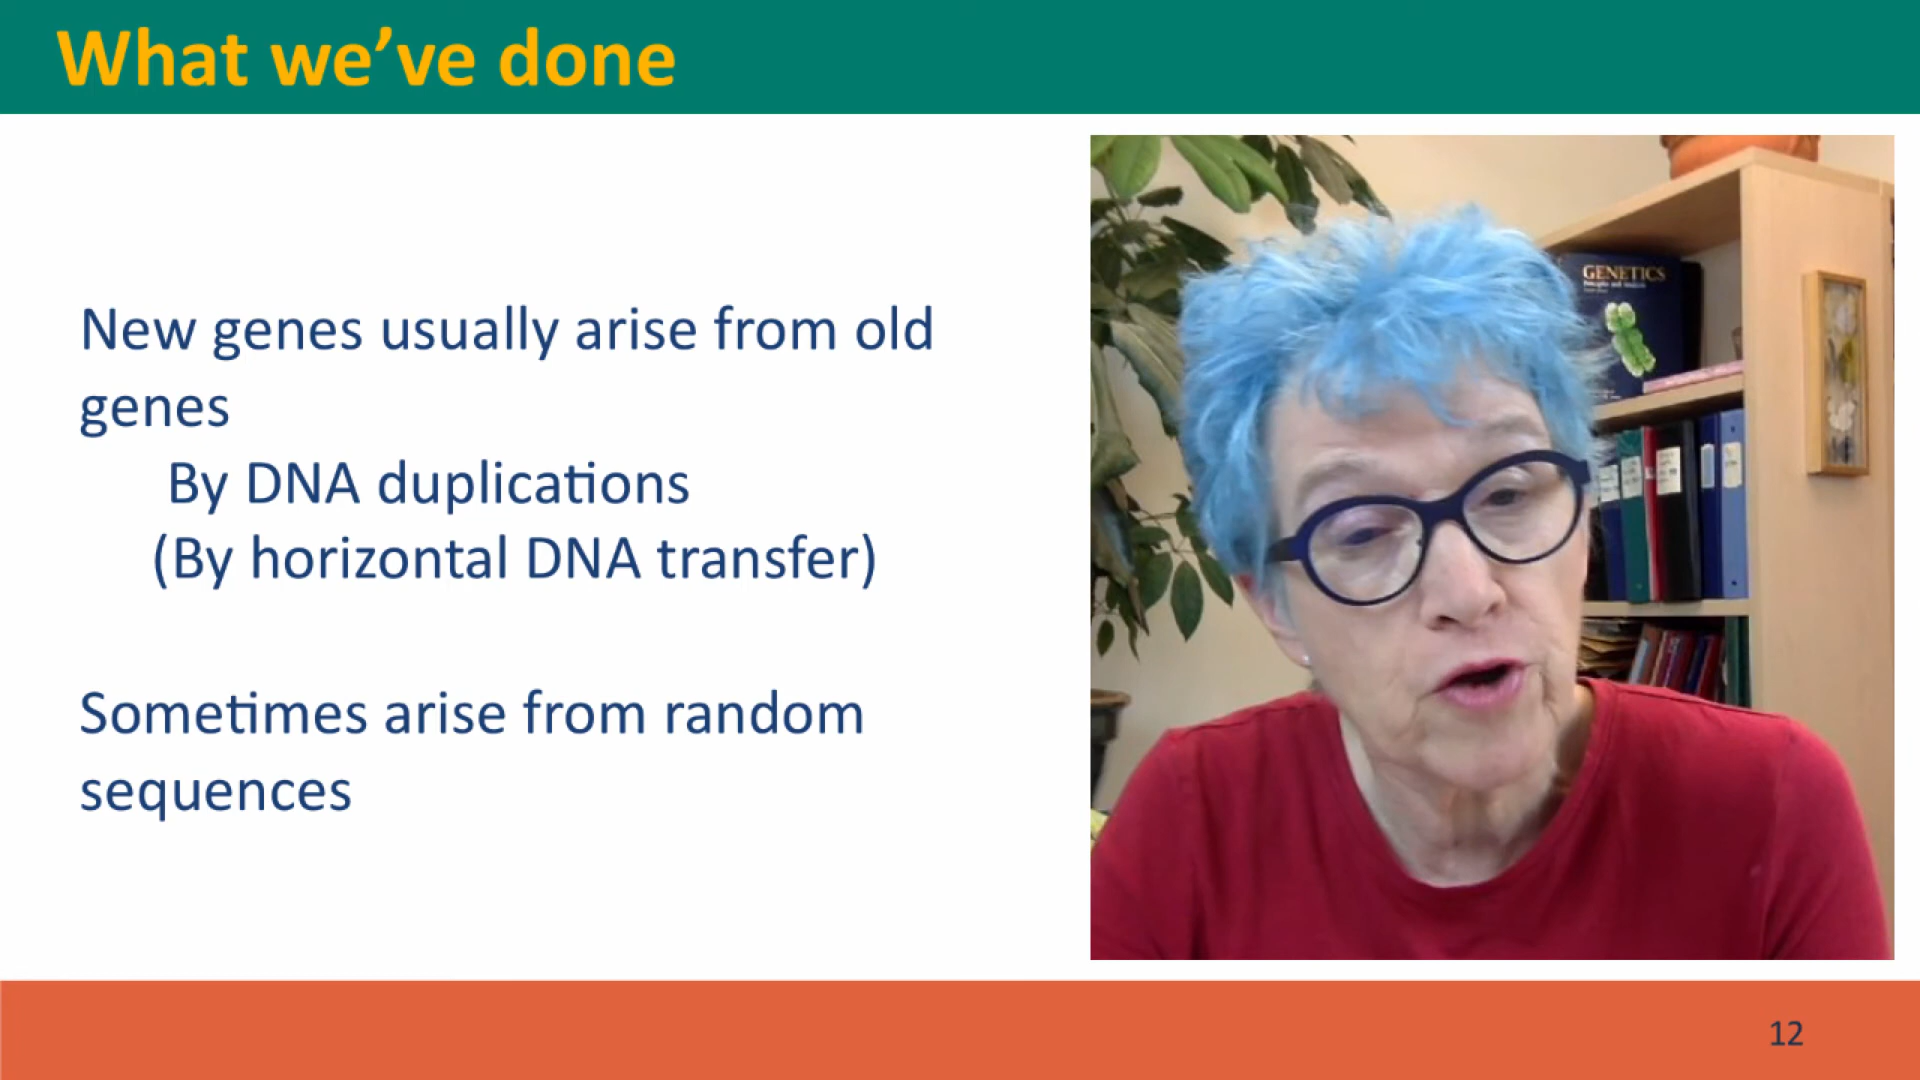 What we’ve done
New genes usually arise from old
genes
By DNA duplications
(By horizontal DNA transfer)
Sometimes arise from random
sequences
GENETICS
12